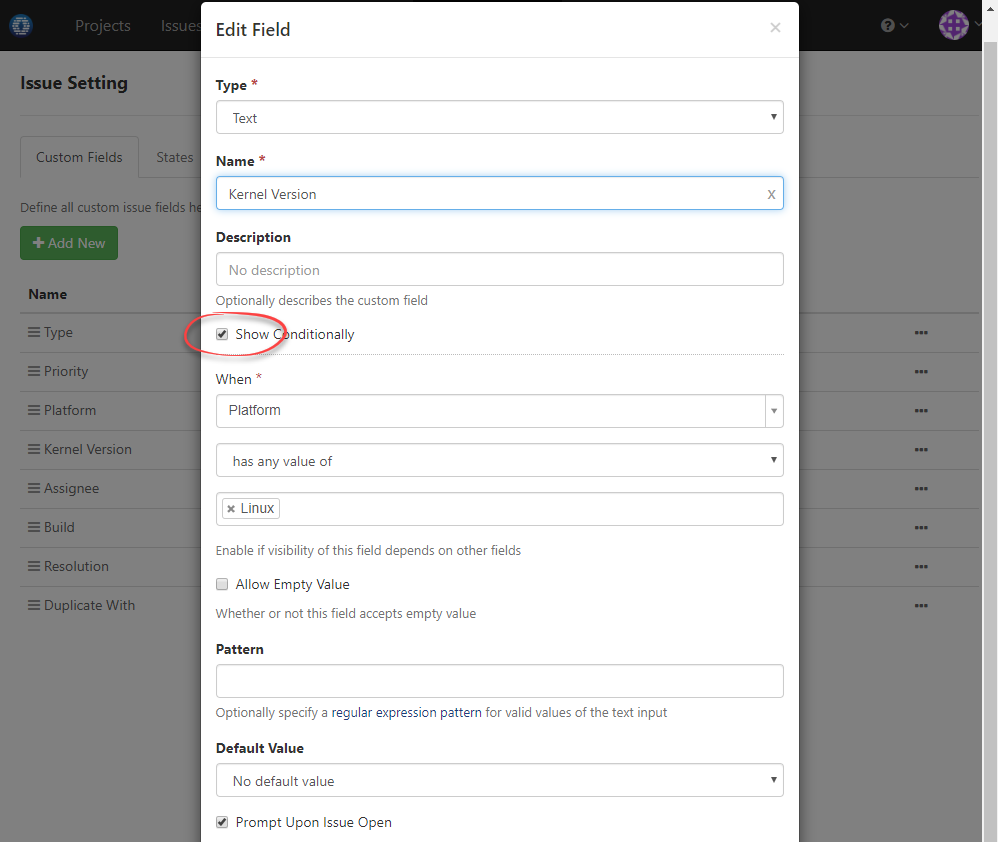 Projects
Issues
Edit Field
×
Issue Setting
Custom Fields
States
Define all custom issue fields he
Add New
Name
Type
Priority
Platform
Kernel Version
Assignee
Build
Resolution
Duplicate With
Type *
Text
Name *
Kernel Version
X
Description
No description
Optionally describes the custom field
Show Conditionally
When *
Platform
has any value of
× Linux
Enable if visibility of this field depends on other fields
Allow Empty Value
Whether or not this field accepts empty value
Pattern
Optionally specify a regular expression pattern for valid values of the text input
Default Value
No default value
Prompt Upon Issue Open